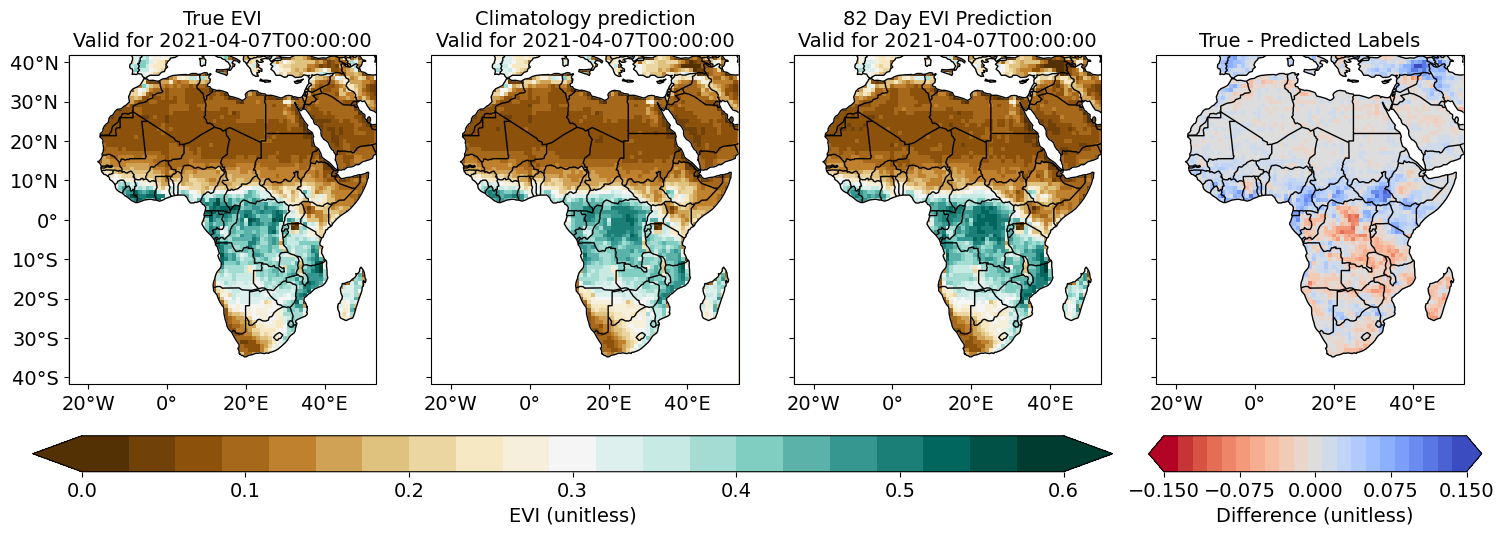 True EVI
Valid for 2021-04-07T00:00:00
Climatology prediction
Valid for 2021-04-07T00:00:00
82 Day EVI Prediction
Valid for 2021-04-07T00:00:00
True - Predicted Labels
40°N
30°N
20°N
10°N
0°
10°S
20°S
30°S
40°S
20°W 0° 20°E 40°E
20°W 0° 20°E 40°E
20°W 0° 20°E 40°E
20°W 0° 20°E 40°E
0.0 0.1 0.2 0.3 0.4 0.5 0.6
EVI (unitless)
−0.150 −0.075 0.000 0.075 0.150
Difference (unitless)